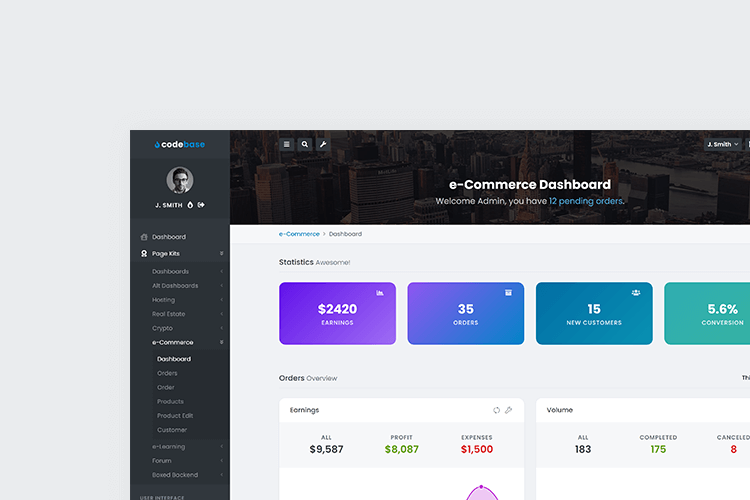 codebase
J. SMITH
Dashboard
Page Kits
Dashboards
Alt Dashboards
Hosting
Real Estate
Crypto
e-Commerce
Dashboard
Orders
Order
Products
Product Edit
Customer
e-Learning
Forum
Boxed Backend
USER INTERFACE
J. Smith
e-Commerce Dashboard
Welcome Admin, you have 12 pending orders.
e-Commerce > Dashboard
Statistics Awesome!
$2420
EARNINGS
35
ORDERS
15
NEW CUSTOMERS
5.6%
CONVERSION
Orders Overview
Thi
Earnings
ALL
$9,587
PROFIT
$8,087
EXPENSES
$1,500
Volume
ALL
183
COMPLETED
175
CANCELED
8